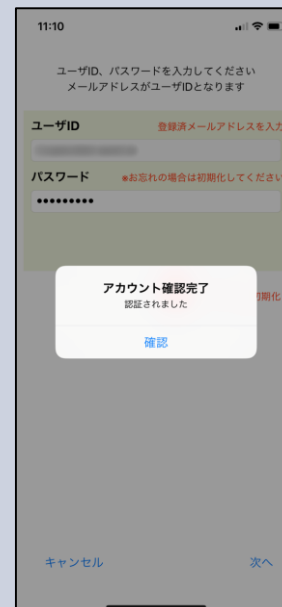 11:10
ユーザID、パスワードを入力してください
メールアドレスがユーザIDとなります
ユーザID 登録済メールアドレスを入力
パスワード ※お忘れの場合は初期化してください
•••••••••
アカウント確認完了
認証されました
初期化
確認
キャンセル 次へ